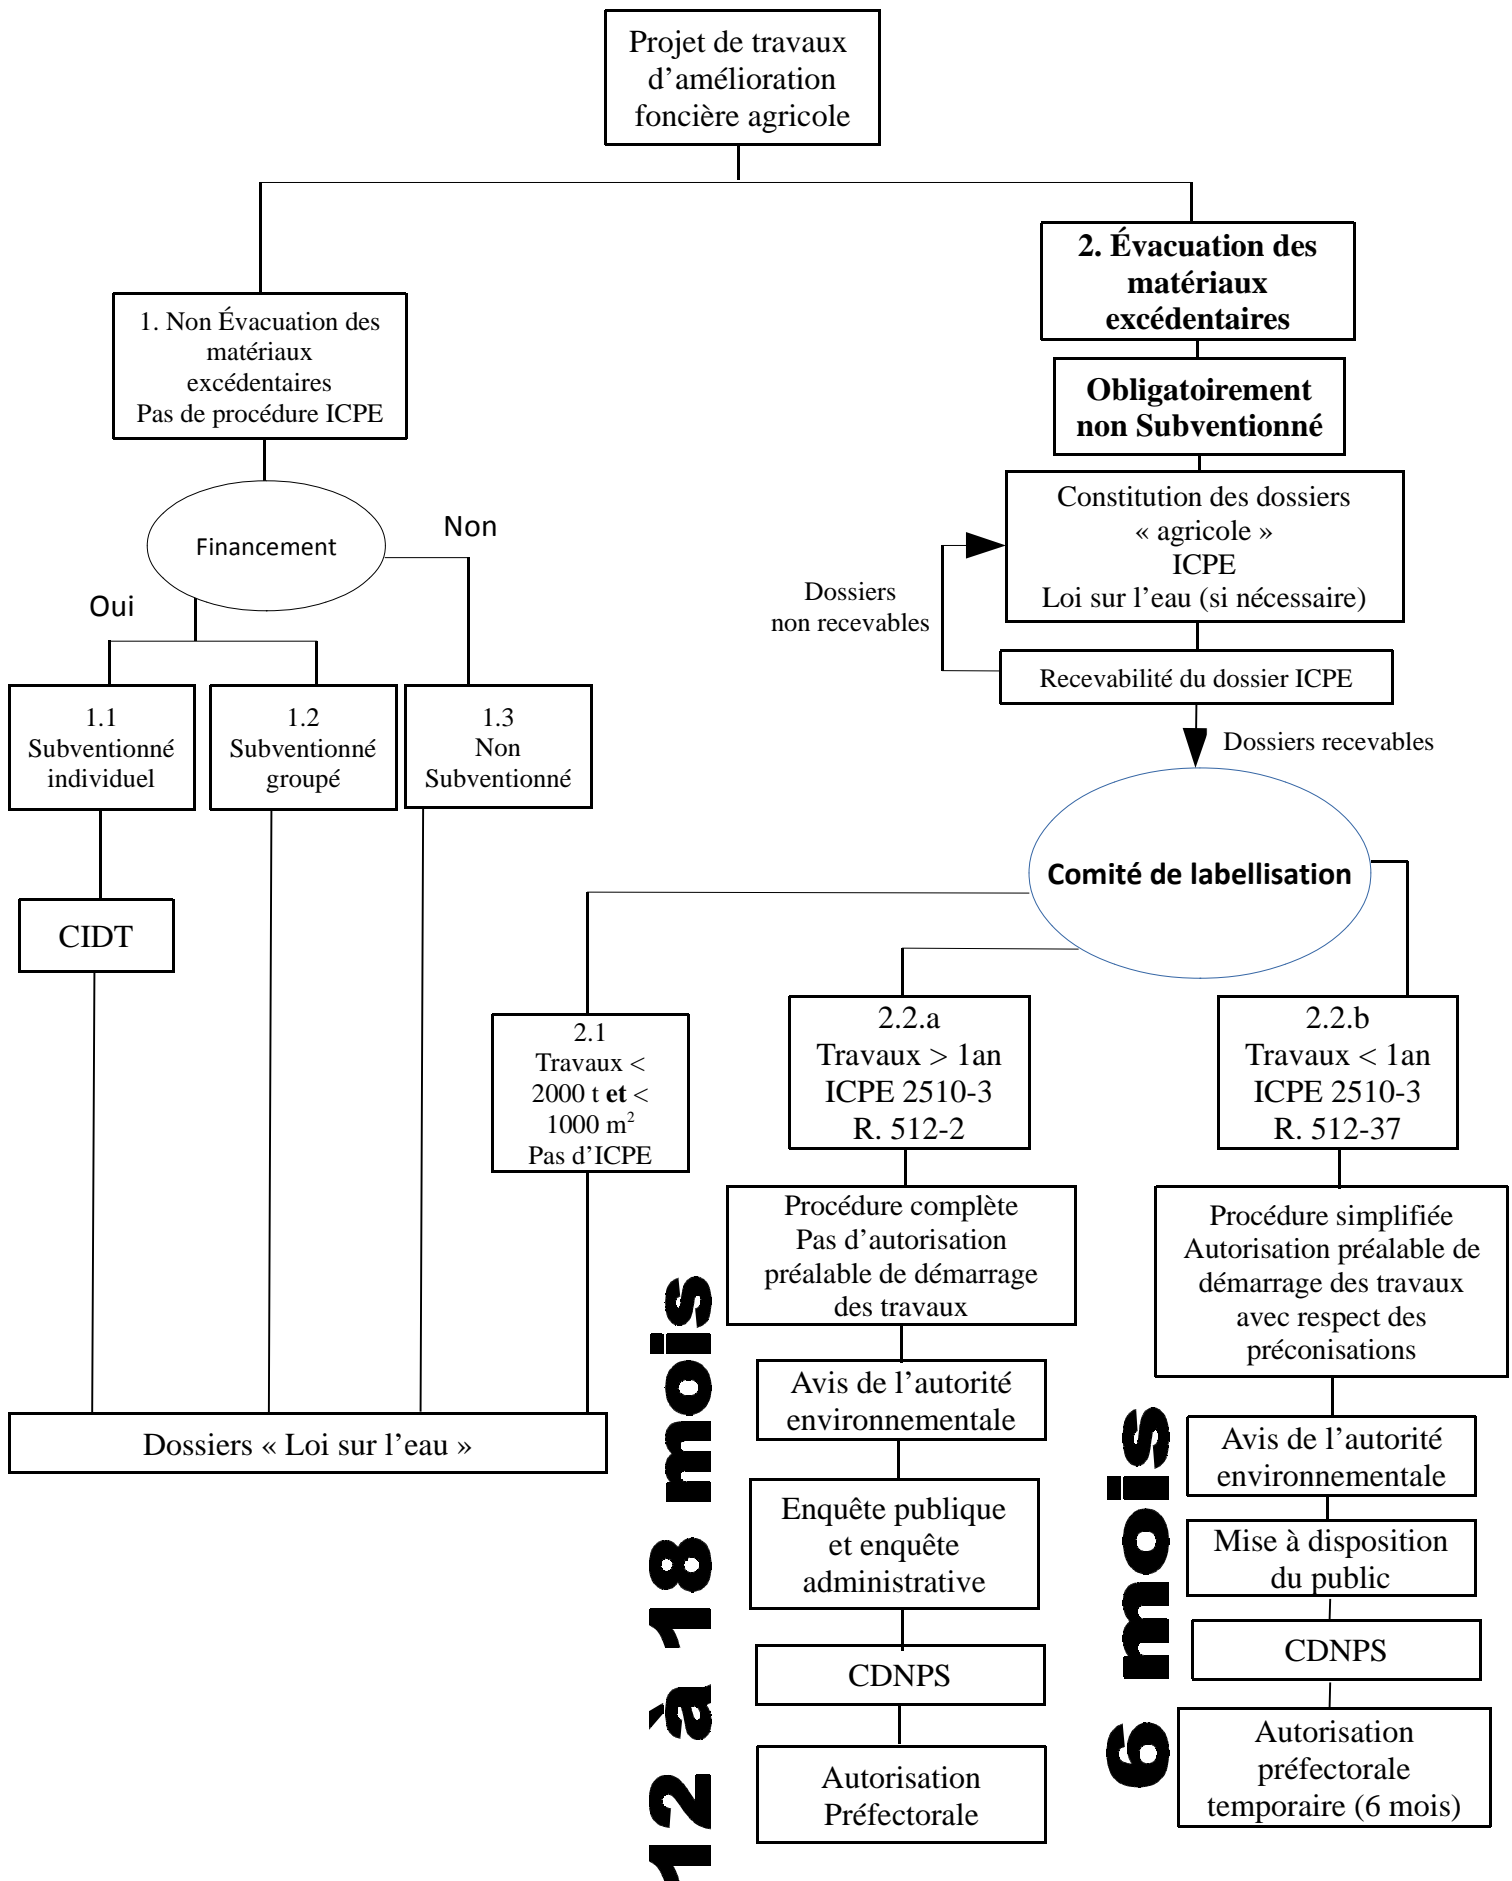 Projet de travaux
d’amélioration
foncière agricole
1. Non Évacuation des
matériaux
excédentaires
Pas de procédure ICPE
Financement
Oui
Non
1.1
Subventionné
individuel
1.2
Subventionné
groupé
1.3
Non
Subventionné
CIDT
2. Évacuation des
matériaux
excédentaires
Obligatoirement
non Subventionné
Constitution des dossiers
« agricole »
ICPE
Loi sur l’eau (si nécessaire)
Dossiers
non recevables
Recevabilité du dossier ICPE
Dossiers recevables
Comité de labellisation
2.1
Travaux <
2000 t et <
1000 m²
Pas d’ICPE
Dossiers « Loi sur l’eau »
2.2.a
Travaux > 1an
ICPE 2510-3
R. 512-2
Procédure complète
Pas d’autorisation
préalable de démarrage
des travaux
Avis de l’autorité
environnementale
Enquête publique
et enquête
administrative
CDNPS
Autorisation
Préfectorale
12 à 18 mois
2.2.b
Travaux < 1an
ICPE 2510-3
R. 512-37
Procédure simplifiée
Autorisation préalable de
démarrage des travaux
avec respect des
préconisations
Avis de l’autorité
environnementale
Mise à disposition
du public
CDNPS
Autorisation
préfectorale
temporaire (6 mois)
6 mois